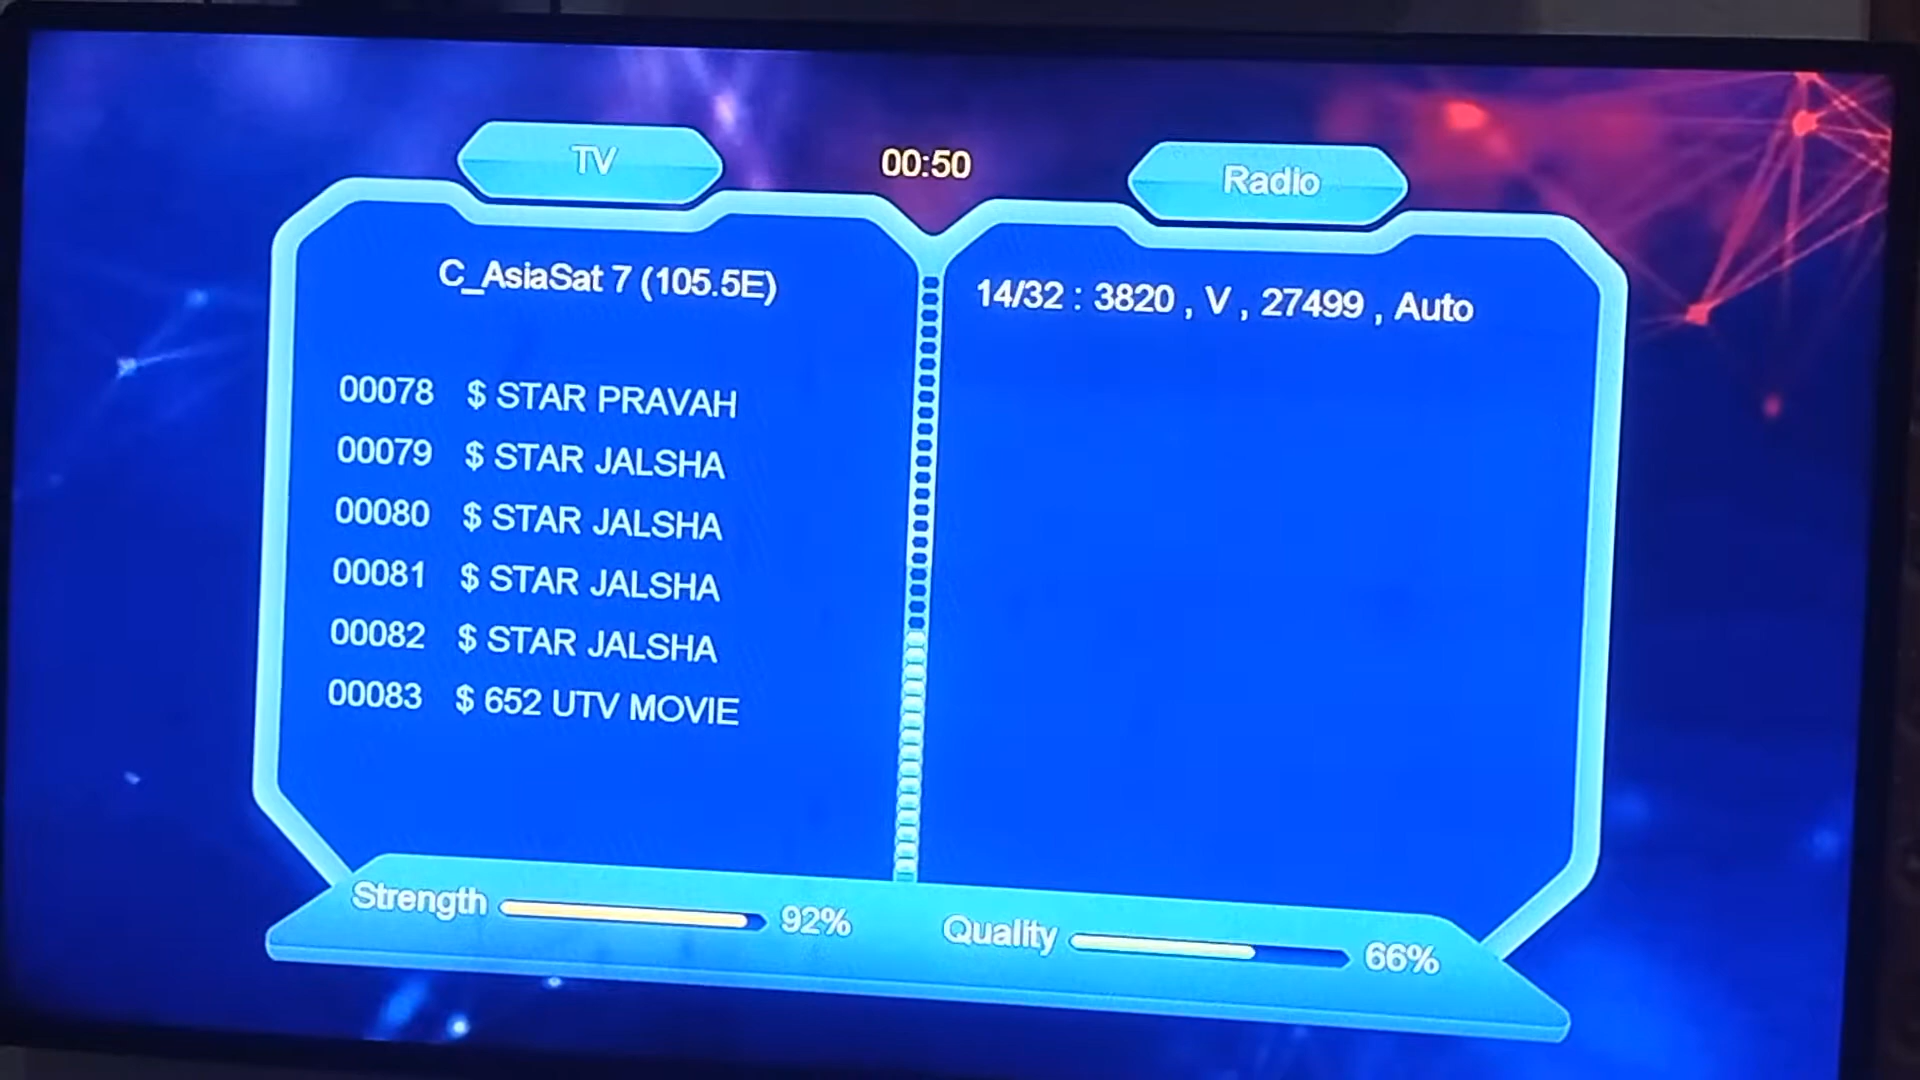 TV
00:50
Radio
C_AsiaSat 7 (105.5E)
14/32 : 3820 , V , 27499 , Auto
00078 $ STAR PRAVAH
00079 $ STAR JALSHA
00080 $ STAR JALSHA
00081 $ STAR JALSHA
00082 $ STAR JALSHA
00083 $ 652 UTV MOVIE
Strength 92%
Quality 66%